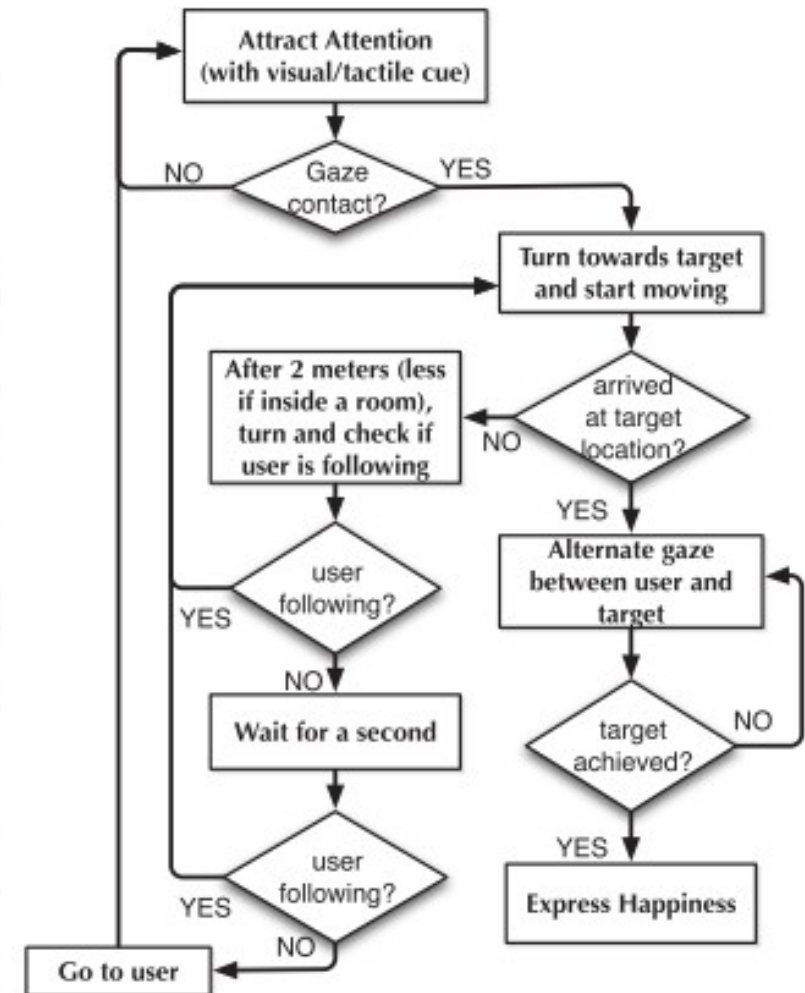 Attract Attention
(with visual/tactile cue)
NO
Gaze
contact?
YES
Turn towards target
and start moving
After 2 meters (less
if inside a room),
turn and check if
user is following
arrived
at target
location?
NO
YES
Alternate gaze
between user and
target
user
following?
YES
NO
Wait for a second
target
achieved?
NO
user
following?
YES
NO
YES
Express Happiness
Go to user